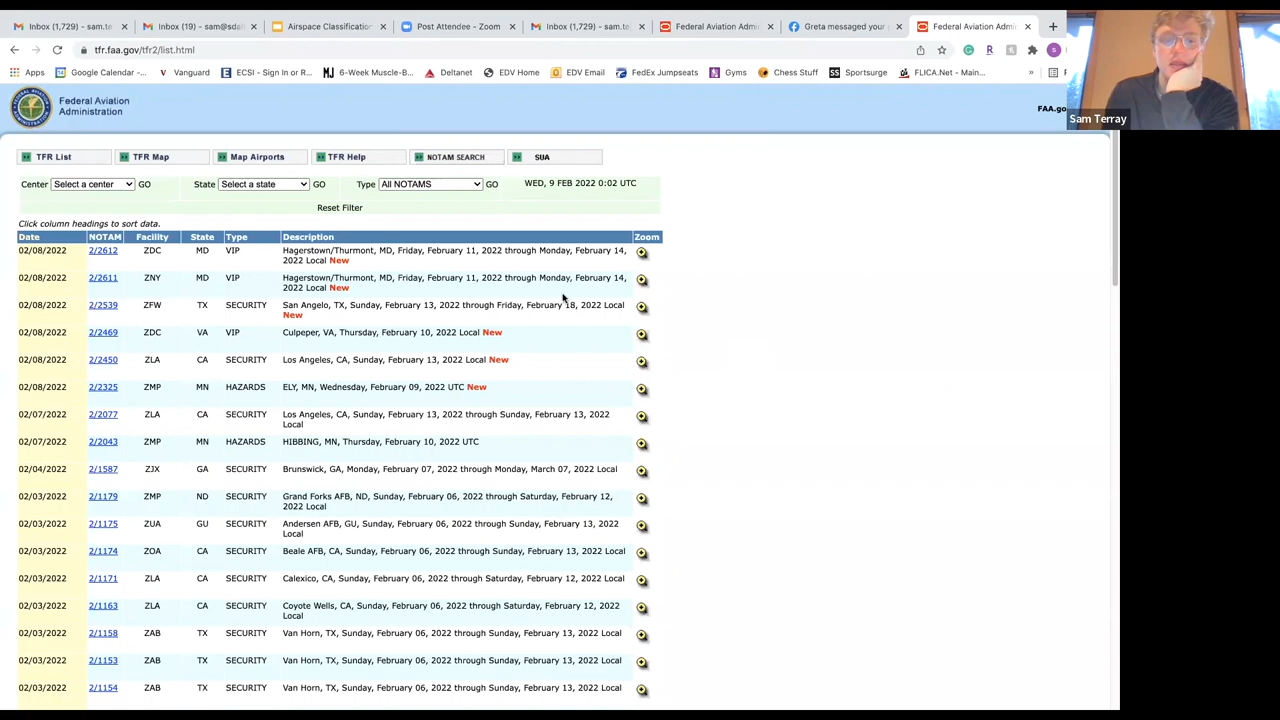 Inbox (1,729) - sam.to
Inbox (19) - sam@sda
Airspace Classification
Post Attendee - Zoom
Inbox (1,729) - sam.te
Federal Aviation Admi
Greta messaged your
Federal Aviation Admi
tfr.faa.gov/tfr2/list.html
Apps
Google Calendar -...
Vanguard
ECSI - Sign In or R...
6-Week Muscle-B...
Deltanet
EDV Home
EDV Email
FedEx Jumpseats
Gyms
Chess Stuff
Sportsurge
FLICA.Net - Main...
Federal Aviation
Administration
FAA.go
Sam Terray
TFR List
TFR Map
Map Airports
TFR Help
NOTAM SEARCH
SUA
Center Select a center GO State Select a state GO Type All NOTAMS GO WED, 9 FEB 2022 0:02 UTC
Reset Filter
Click column headings to sort data.
Date NOTAM Facility State Type Description Zoom
02/08/2022 2/2612 ZDC MD VIP Hagerstown/Thurmont, MD, Friday, February 11, 2022 through Monday, February 14,
2022 Local New
02/08/2022 2/2611 ZNY MD VIP Hagerstown/Thurmont, MD, Friday, February 11, 2022 through Monday, February 14,
2022 Local New
02/08/2022 2/2539 ZFW TX SECURITY San Angelo, TX, Sunday, February 13, 2022 through Friday, February 18, 2022 Local
New
02/08/2022 2/2469 ZDC VA VIP Culpeper, VA, Thursday, February 10, 2022 Local New
02/08/2022 2/2450 ZLA CA SECURITY Los Angeles, CA, Sunday, February 13, 2022 Local New
02/08/2022 2/2325 ZMP MN HAZARDS ELY, MN, Wednesday, February 09, 2022 UTC New
02/07/2022 2/2077 ZLA CA SECURITY Los Angeles, CA, Sunday, February 13, 2022 through Sunday, February 13, 2022
Local
02/07/2022 2/2043 ZMP MN HAZARDS HIBBING, MN, Thursday, February 10, 2022 UTC
02/04/2022 2/1587 ZJX GA SECURITY Brunswick, GA, Monday, February 07, 2022 through Monday, March 07, 2022 Local
02/03/2022 2/1179 ZMP ND SECURITY Grand Forks AFB, ND, Sunday, February 06, 2022 through Saturday, February 12,
2022 Local
02/03/2022 2/1175 ZUA GU SECURITY Andersen AFB, GU, Sunday, February 06, 2022 through Sunday, February 13, 2022
Local
02/03/2022 2/1174 ZOA CA SECURITY Beale AFB, CA, Sunday, February 06, 2022 through Sunday, February 13, 2022 Local
02/03/2022 2/1171 ZLA CA SECURITY Calexico, CA, Sunday, February 06, 2022 through Saturday, February 12, 2022 Local
02/03/2022 2/1163 ZLA CA SECURITY Coyote Wells, CA, Sunday, February 06, 2022 through Saturday, February 12, 2022
Local
02/03/2022 2/1158 ZAB TX SECURITY Van Horn, TX, Sunday, February 06, 2022 through Sunday, February 13, 2022 Local
02/03/2022 2/1153 ZAB TX SECURITY Van Horn, TX, Sunday, February 06, 2022 through Sunday, February 13, 2022 Local
02/03/2022 2/1154 ZAB TX SECURITY Van Horn, TX, Sunday, February 06, 2022 through Sunday, February 13, 2022 Local